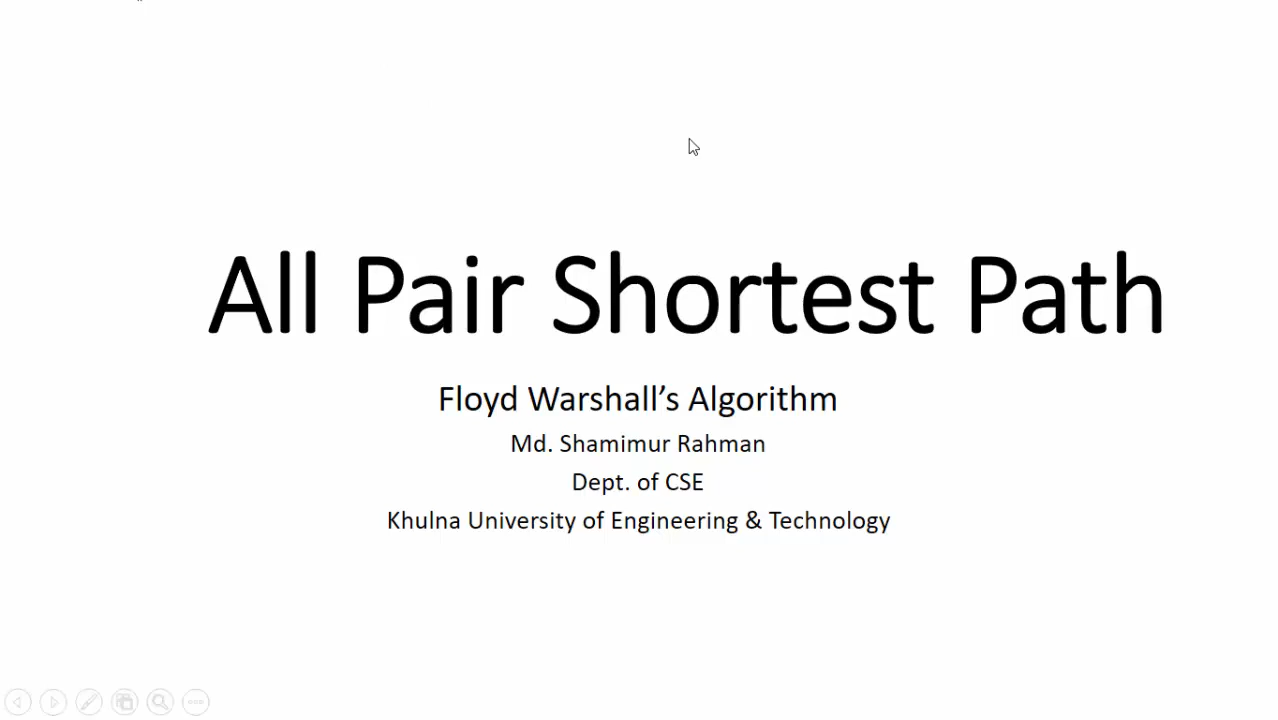 All Pair Shortest Path
Floyd Warshall’s Algorithm
Md. Shamimur Rahman
Dept. of CSE
Khulna University of Engineering & Technology